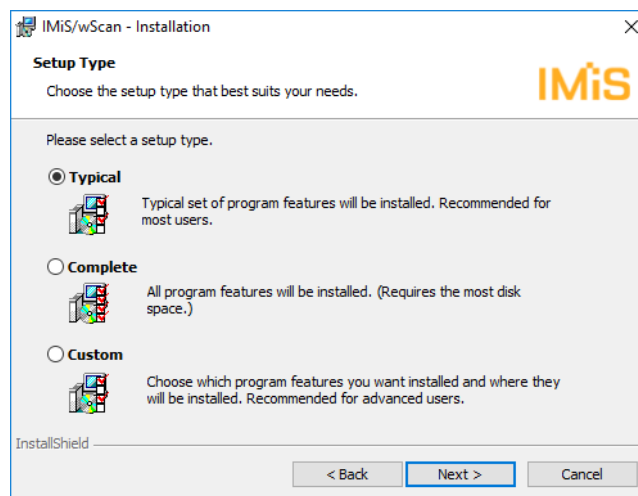 IMiS/wScan - Installation
Setup Type
Choose the setup type that best suits your needs.
IMiS
Please select a setup type.
Typical
Typical set of program features will be installed. Recommended for
most users.
Complete
All program features will be installed. (Requires the most disk
space.)
Custom
Choose which program features you want installed and where they
will be installed. Recommended for advanced users.
InstallShield
< Back
Next >
Cancel